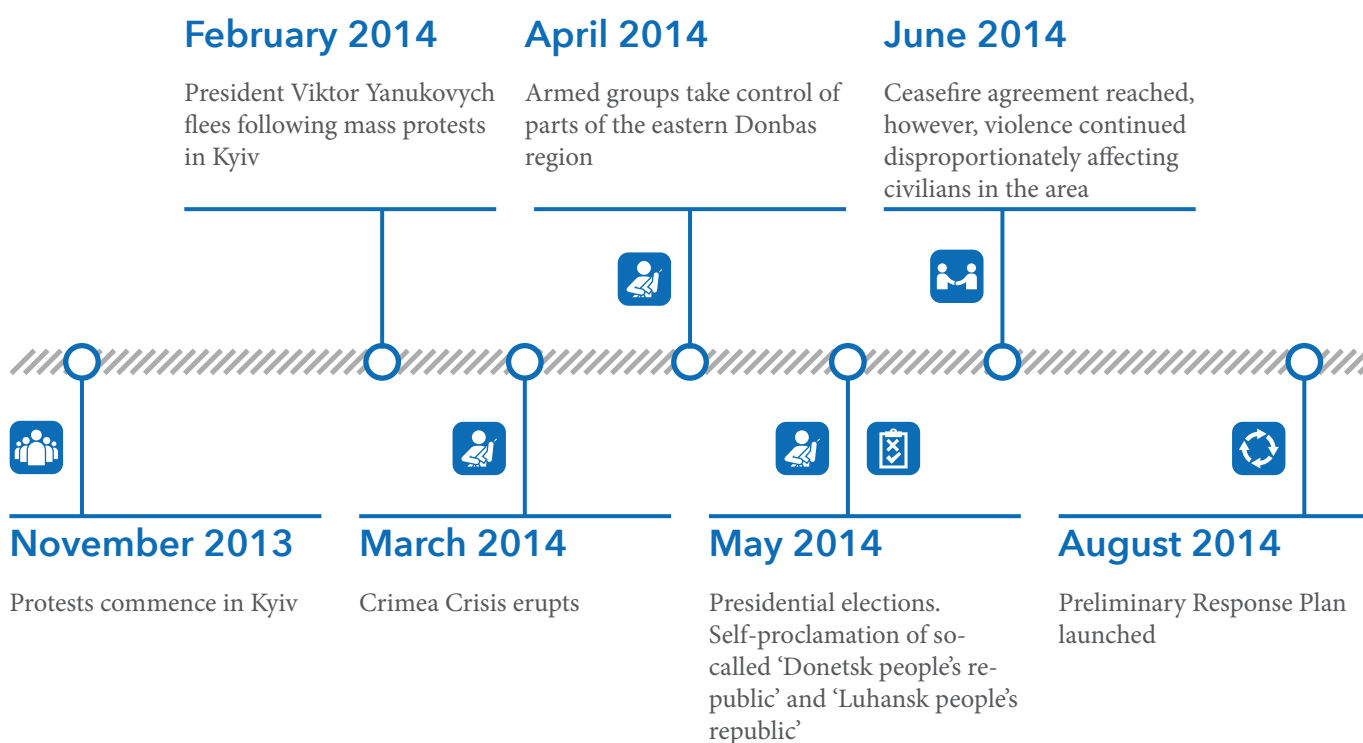 February 2014
President Viktor Yanukovych
flees following mass protests
in Kyiv
April 2014
Armed groups take control of
parts of the eastern Donbas
region
June 2014
Ceasefire agreement reached,
however, violence continued
disproportionately affecting
civilians in the area
November 2013
Protests commence in Kyiv
March 2014
Crimea Crisis erupts
May 2014
Presidential elections.
Self-proclamation of so-
called ‘Donetsk people’s re-
public’ and ‘Luhansk people’s
republic’
August 2014
Preliminary Response Plan
launched